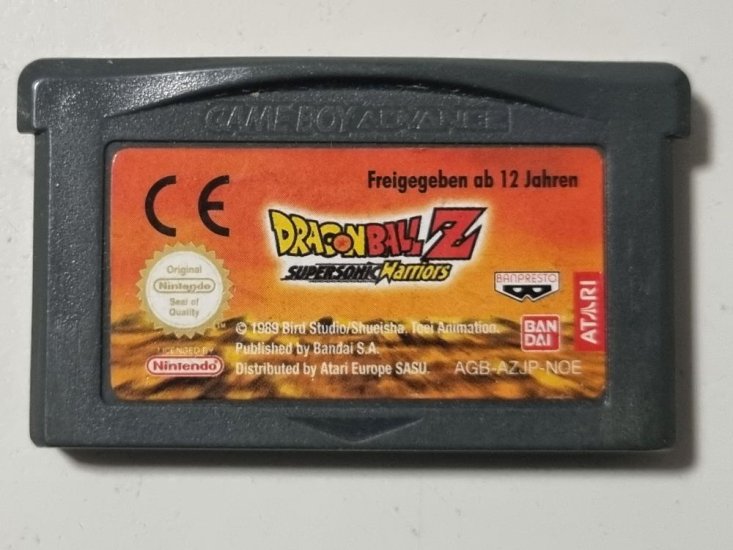 GAME BOY ADVANCE
CE
Freigegeben ab 12 Jahren
DRAGON BALL Z
SUPERSONIC Warriors
Original
Nintendo
Seal of
Quality
BANPRESTO
BAN
DAI
ATARI
© 1989 Bird Studio/Shueisha, Toei Animation.
LICENSED BY
Nintendo
Published by Bandai S.A.
Distributed by Atari Europe SASU.
AGB-AZJP-NOE